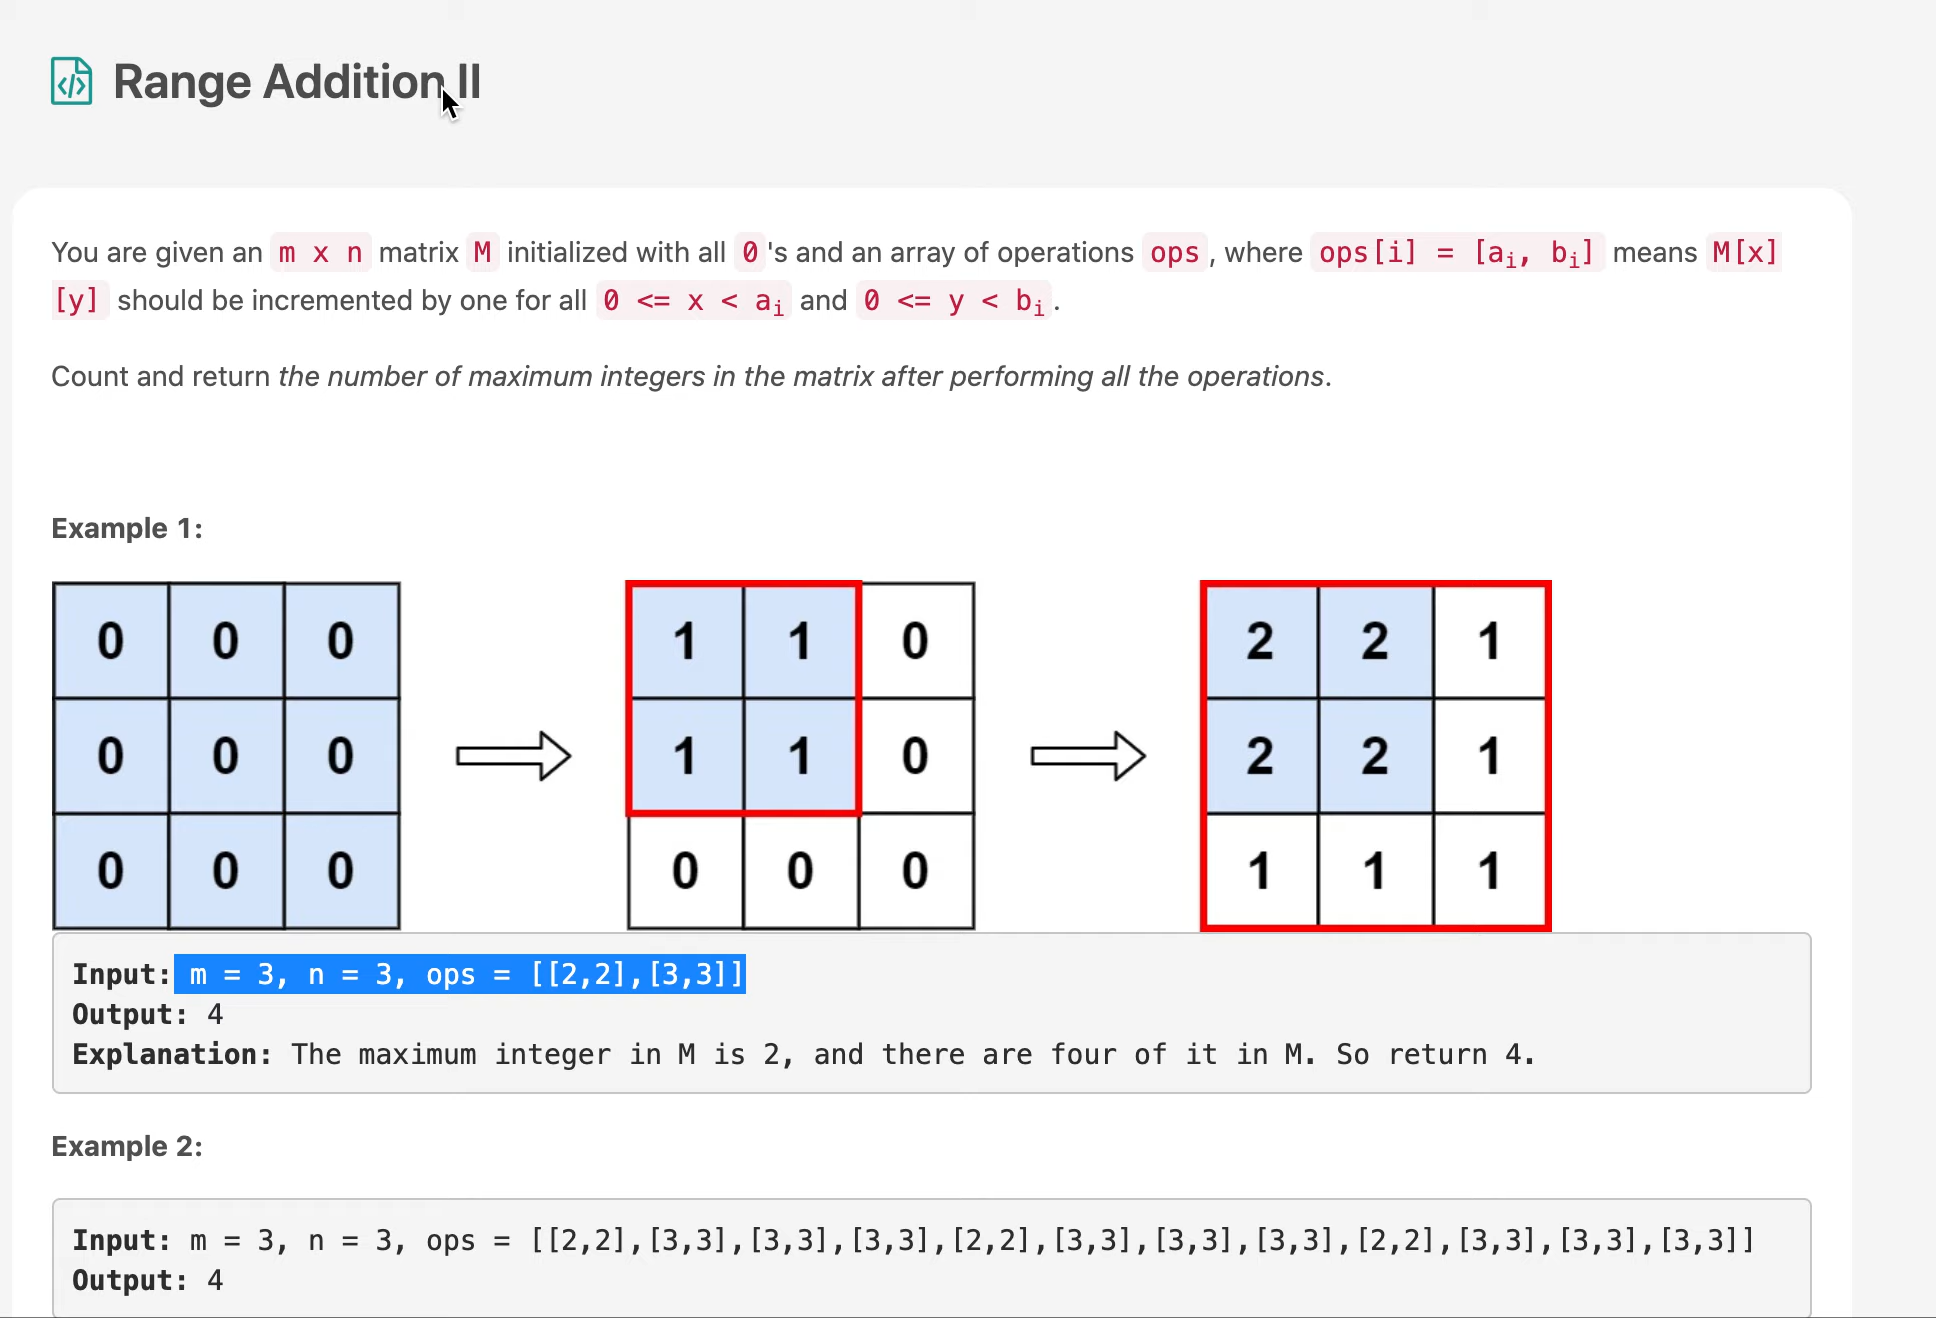 Range Addition II
You are given an m x n matrix M initialized with all 0's and an array of operations ops, where ops[i] = [aᵢ, bᵢ] means M[x]
[y] should be incremented by one for all 0 <= x < aᵢ and 0 <= y < bᵢ.
Count and return the number of maximum integers in the matrix after performing all the operations.
Example 1:
0 0 0 1 1 0 2 2 1
0 0 0 1 1 0 2 2 1
0 0 0 0 0 0 1 1 1
Input: m = 3, n = 3, ops = [[2,2],[3,3]]
Output: 4
Explanation: The maximum integer in M is 2, and there are four of it in M. So return 4.
Example 2:
Input: m = 3, n = 3, ops = [[2,2],[3,3],[3,3],[3,3],[2,2],[3,3],[3,3],[3,3],[2,2],[3,3],[3,3],[3,3]]
Output: 4